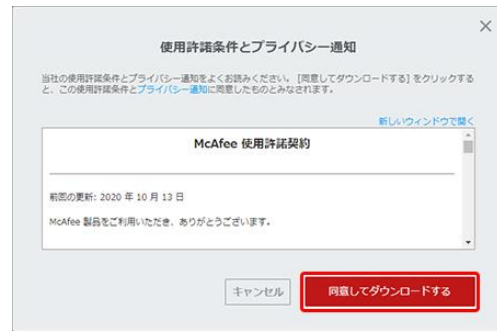 使用許諾条件とプライバシー通知
当社の使用許諾条件とプライバシー通知をよくお読みください。[同意してダウンロードする] をクリックする
と、この使用許諾条件とプライバシー通知に同意したものとみなされます。
新しいウィンドウで開く
McAfee 使用許諾契約
前回の更新: 2020 年 10 月 13 日
McAfee 製品をご利用いただき、ありがとうございます。
キャンセル
同意してダウンロードする